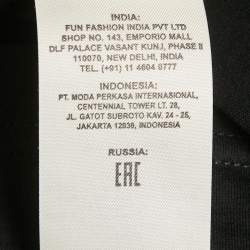 INDIA:
FUN FASHION INDIA PVT LTD
SHOP NO. 143, EMPORIO MALL
DLF PALACE VASANT KUNJ, PHASE II
110070, NEW DELHI, INDIA
TEL. (+91) 11 4604 0777
INDONESIA:
PT. MODA PERKASA INTERNASIONAL,
CENTENNIAL TOWER LT. 28,
JL. GATOT SUBROTO KAV. 24 - 25,
JAKARTA 12930, INDONESIA
RUSSIA:
EAC